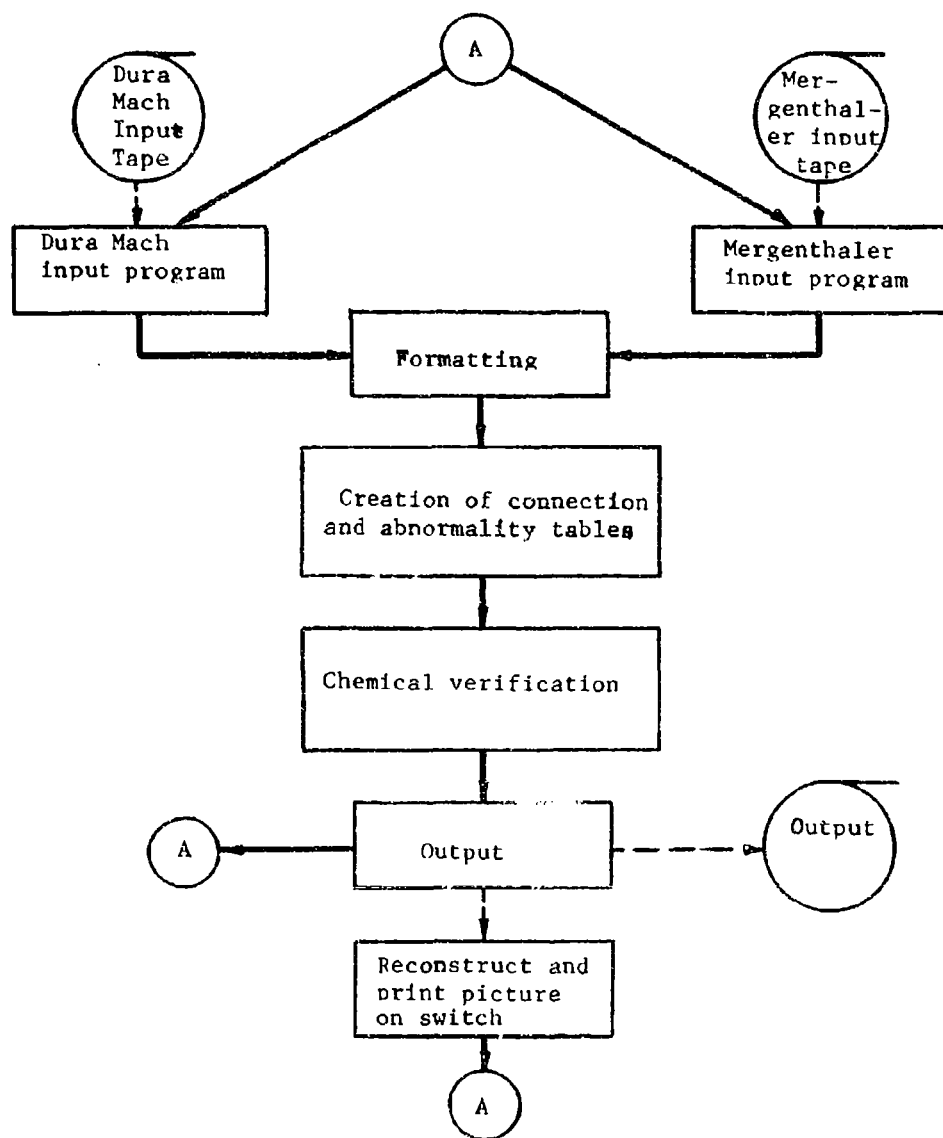 A
Dura
Mach
Input
Tape
Mer-
genthal-
er input
tape
Dura Mach
input program
Mergenthaler
input program
Formatting
Creation of connection
and abnormality tables
Chemical verification
A
Output
Output
Reconstruct and
print picture
on switch
A